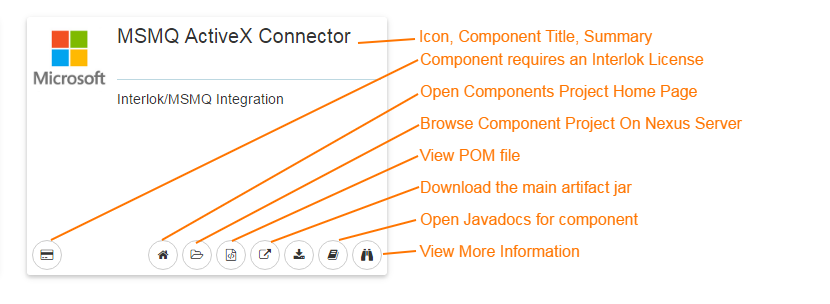 MSMQ ActiveX Connector
Microsoft
Interlok/MSMQ Integration
Icon, Component Title, Summary
Component requires an Interlok License
Open Components Project Home Page
Browse Component Project On Nexus Server
View POM file
Download the main artifact jar
Open Javadocs for component
View More Information